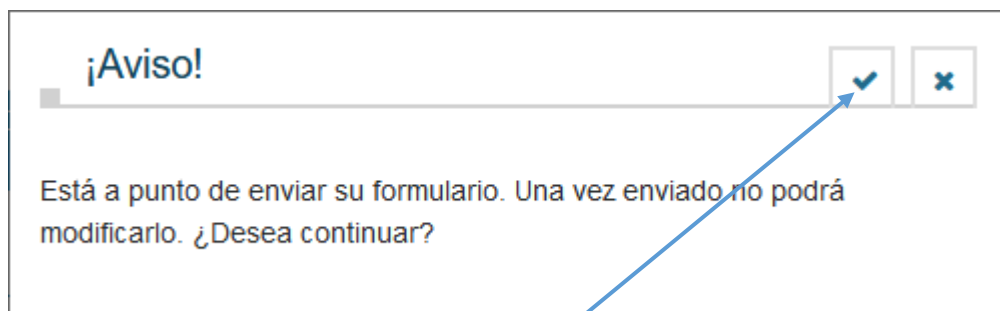 ¡Aviso!
Está a punto de enviar su formulario. Una vez enviado no podrá
modificarlo. ¿Desea continuar?